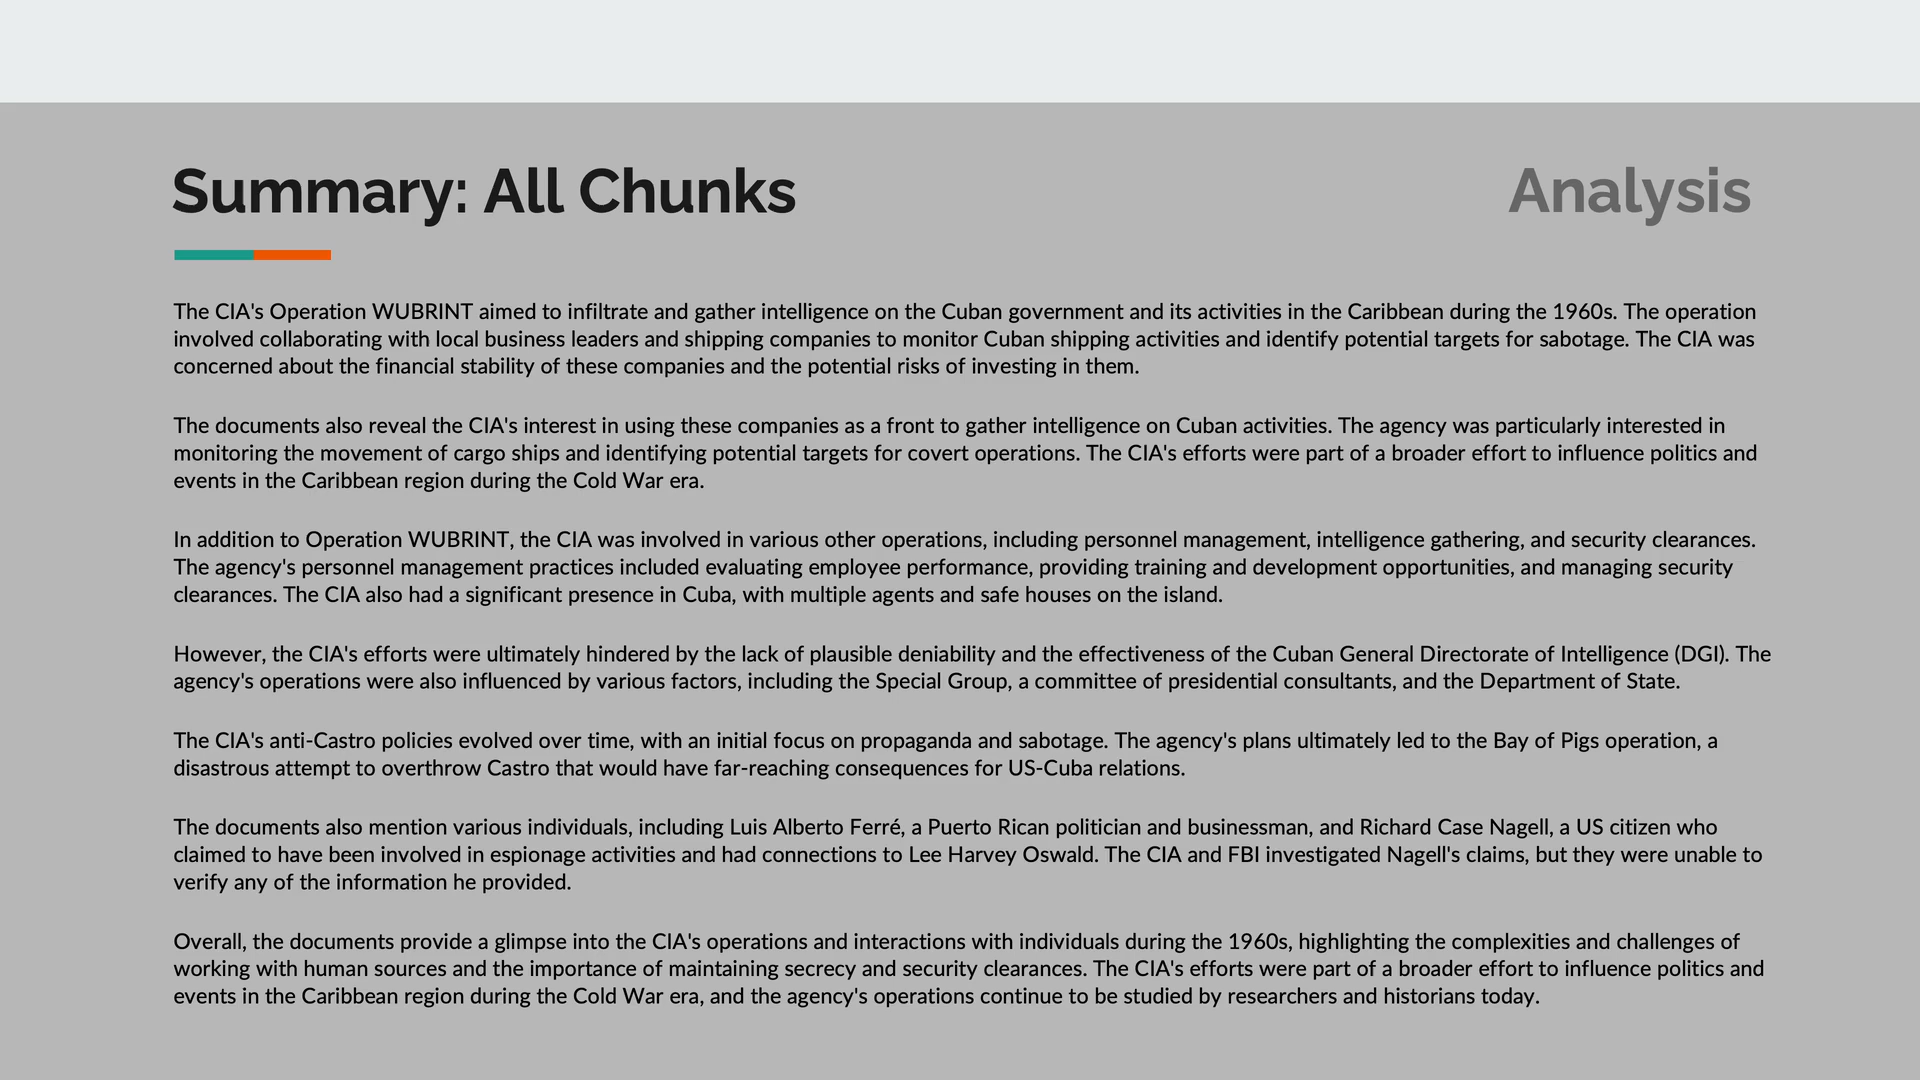 Summary: All Chunks
Analysis
The CIA's Operation WUBRINT aimed to infiltrate and gather intelligence on the Cuban government and its activities in the Caribbean during the 1960s. The operation
involved collaborating with local business leaders and shipping companies to monitor Cuban shipping activities and identify potential targets for sabotage. The CIA was
concerned about the financial stability of these companies and the potential risks of investing in them.
The documents also reveal the CIA's interest in using these companies as a front to gather intelligence on Cuban activities. The agency was particularly interested in
monitoring the movement of cargo ships and identifying potential targets for covert operations. The CIA's efforts were part of a broader effort to influence politics and
events in the Caribbean region during the Cold War era.
In addition to Operation WUBRINT, the CIA was involved in various other operations, including personnel management, intelligence gathering, and security clearances.
The agency's personnel management practices included evaluating employee performance, providing training and development opportunities, and managing security
clearances. The CIA also had a significant presence in Cuba, with multiple agents and safe houses on the island.
However, the CIA's efforts were ultimately hindered by the lack of plausible deniability and the effectiveness of the Cuban General Directorate of Intelligence (DGI). The
agency's operations were also influenced by various factors, including the Special Group, a committee of presidential consultants, and the Department of State.
The CIA's anti-Castro policies evolved over time, with an initial focus on propaganda and sabotage. The agency's plans ultimately led to the Bay of Pigs operation, a
disastrous attempt to overthrow Castro that would have far-reaching consequences for US-Cuba relations.
The documents also mention various individuals, including Luis Alberto Ferré, a Puerto Rican politician and businessman, and Richard Case Nagell, a US citizen who
claimed to have been involved in espionage activities and had connections to Lee Harvey Oswald. The CIA and FBI investigated Nagell's claims, but they were unable to
verify any of the information he provided.
Overall, the documents provide a glimpse into the CIA's operations and interactions with individuals during the 1960s, highlighting the complexities and challenges of
working with human sources and the importance of maintaining secrecy and security clearances. The CIA's efforts were part of a broader effort to influence politics and
events in the Caribbean region during the Cold War era, and the agency's operations continue to be studied by researchers and historians today.